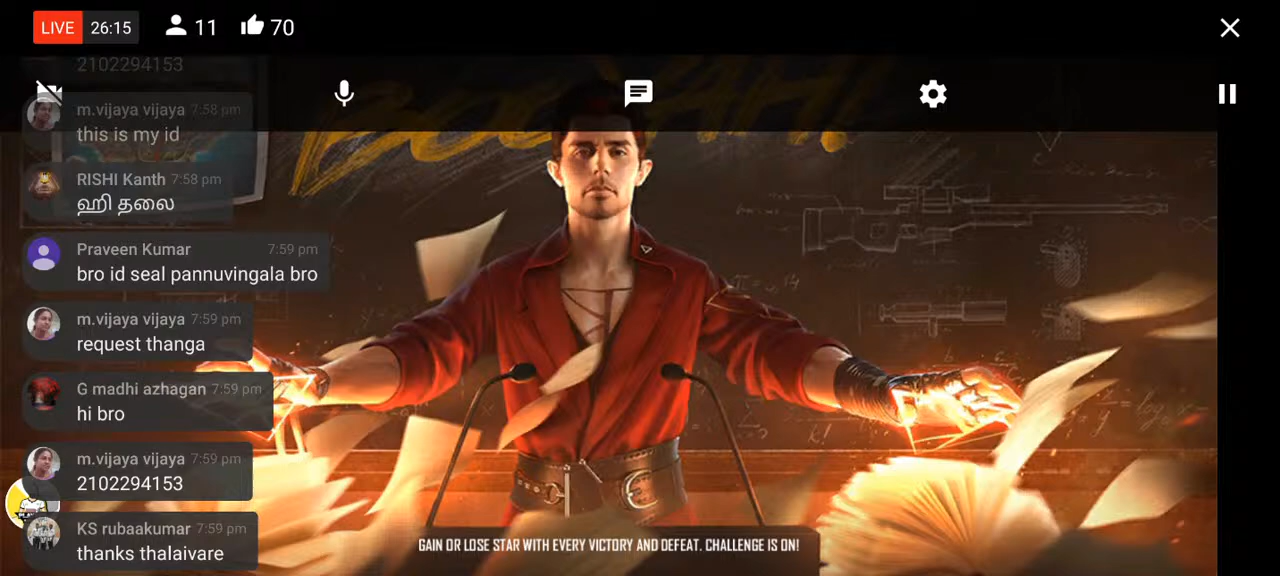 LIVE 26:15 11 70
2102294153
m.vijaya vijaya 7:58 pm
this is my id
RISHI Kanth 7:58 pm
ஹி தலை
Praveen Kumar 7:59 pm
bro id seal pannuvingala bro
m.vijaya vijaya 7:59 pm
request thanga
G madhi azhagan 7:59 pm
hi bro
m.vijaya vijaya 7:59 pm
2102294153
KS rubaakumar 7:59 pm
thanks thalaivare
GAIN OR LOSE STAR WITH EVERY VICTORY AND DEFEAT. CHALLENGE IS ON!